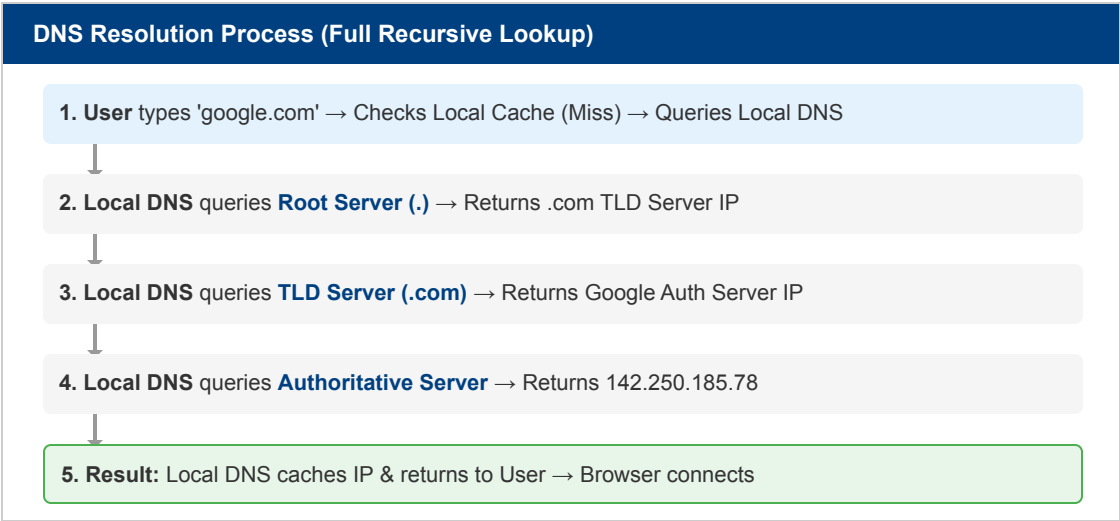 DNS Resolution Process (Full Recursive Lookup)
1. User types 'google.com' → Checks Local Cache (Miss) → Queries Local DNS
2. Local DNS queries Root Server (.) → Returns .com TLD Server IP
3. Local DNS queries TLD Server (.com) → Returns Google Auth Server IP
4. Local DNS queries Authoritative Server → Returns 142.250.185.78
5. Result: Local DNS caches IP & returns to User → Browser connects